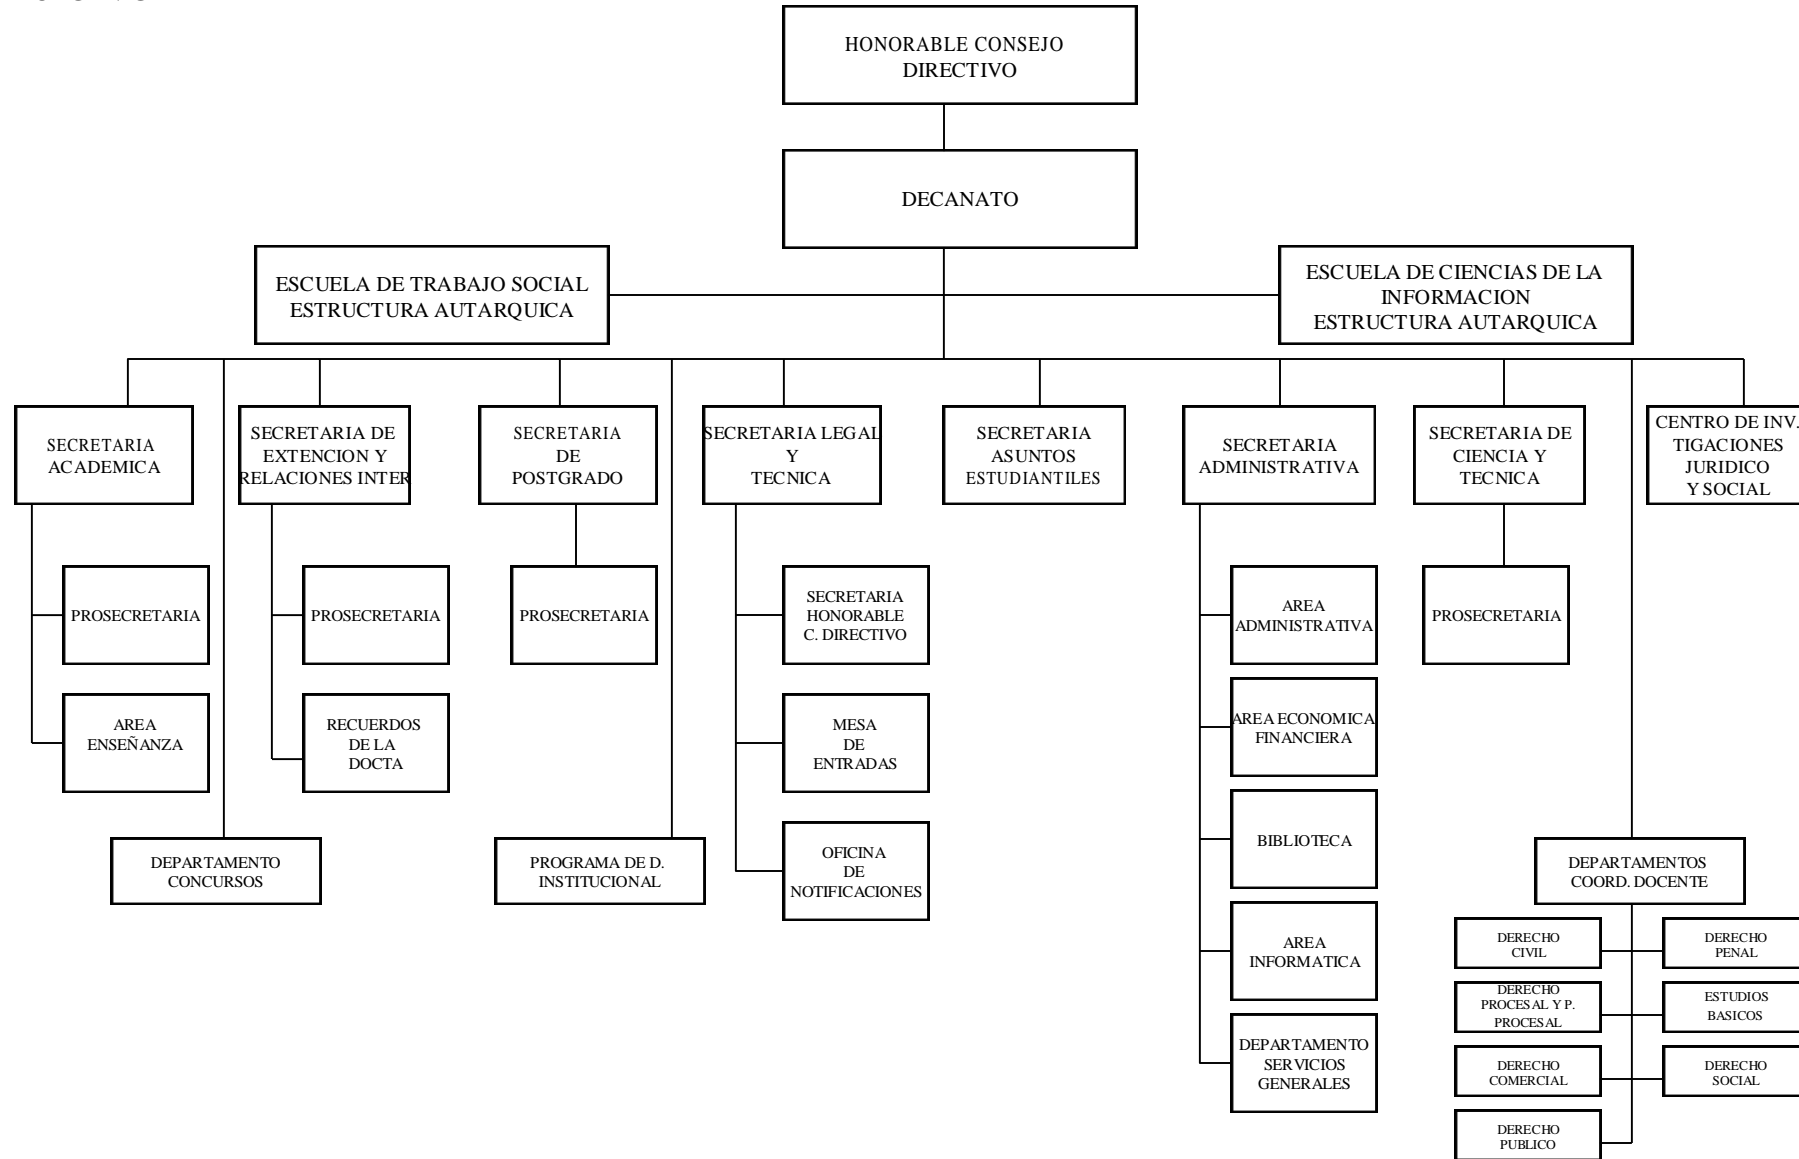 HONORABLE CONSEJO
DIRECTIVO
DECANATO
ESCUELA DE TRABAJO SOCIAL
ESTRUCTURA AUTARQUICA
ESCUELA DE CIENCIAS DE LA
INFORMACION
ESTRUCTURA AUTARQUICA
SECRETARIA
ACADEMICA
SECRETARIA DE
EXTENCION Y
RELACIONES INTER
SECRETARIA
DE
POSTGRADO
SECRETARIA LEGAL
Y
TECNICA
SECRETARIA
ASUNTOS
ESTUDIANTILES
SECRETARIA
ADMINISTRATIVA
SECRETARIA DE
CIENCIA Y
TECNICA
CENTRO DE INV.
TIGACIONES
JURIDICO
Y SOCIAL
PROSECRETARIA
PROSECRETARIA
PROSECRETARIA
SECRETARIA
HONORABLE
C. DIRECTIVO
AREA
ADMINISTRATIVA
PROSECRETARIA
AREA
ENSEÑANZA
RECUERDOS
DE LA
DOCTA
MESA
DE
ENTRADAS
AREA ECONOMICA
FINANCIERA
DEPARTAMENTO
CONCURSOS
PROGRAMA DE D.
INSTITUCIONAL
OFICINA
DE
NOTIFICACIONES
BIBLIOTECA
DEPARTAMENTOS
COORD. DOCENTE
AREA
INFORMATICA
DERECHO
CIVIL
DERECHO
PENAL
DERECHO
PROCESAL Y P.
PROCESAL
ESTUDIOS
BASICOS
DEPARTAMENTO
SERVICIOS
GENERALES
DERECHO
COMERCIAL
DERECHO
SOCIAL
DERECHO
PUBLICO